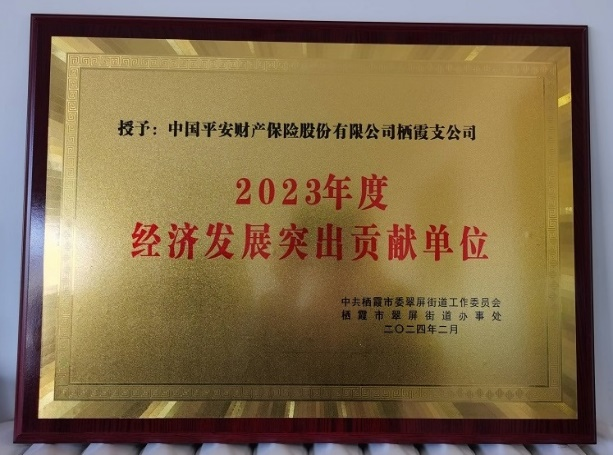 授予：中国平安财产保险股份有限公司栖霞支公司
2023年度
经济发展突出贡献单位
中共栖霞市委翠屏街道工作委员会
栖霞市翠屏街道办事处
二〇二四年二月